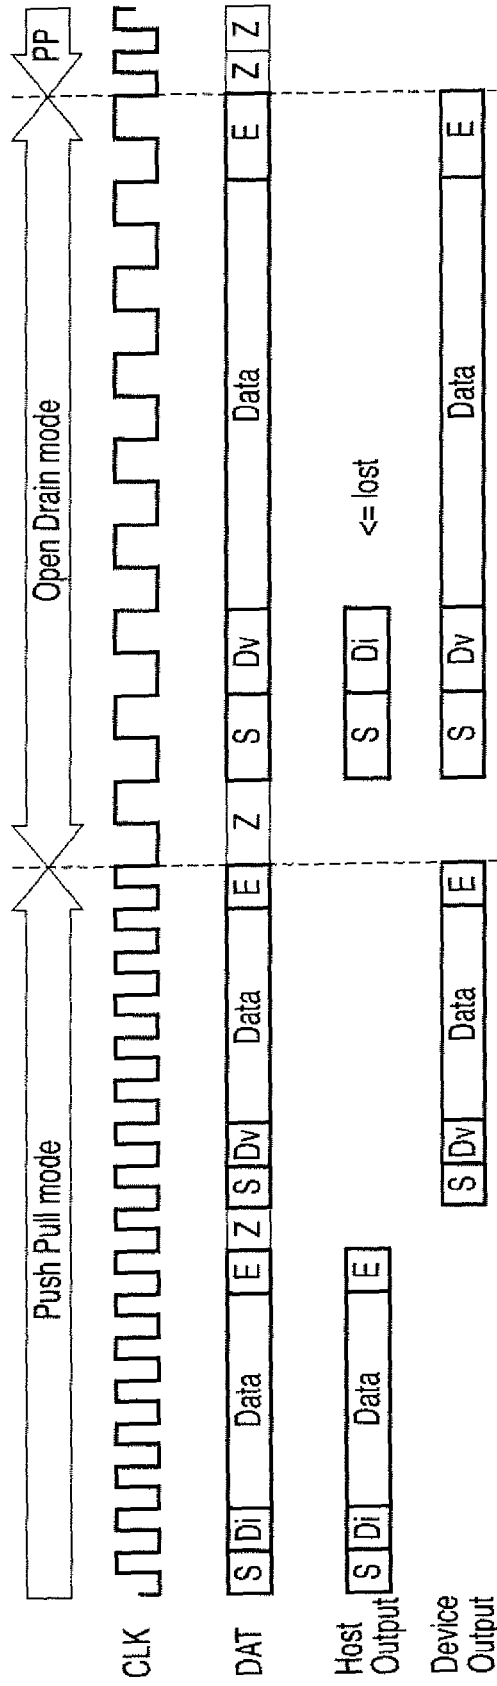 Push Pull mode Open Drain mode PP
CLK
DAT S Di Data E Z S Dv Data E Z S Dv Data E Z Z
Host Output S Di Data E S Di <= lost
Device Output S Dv Data E S Dv Data E